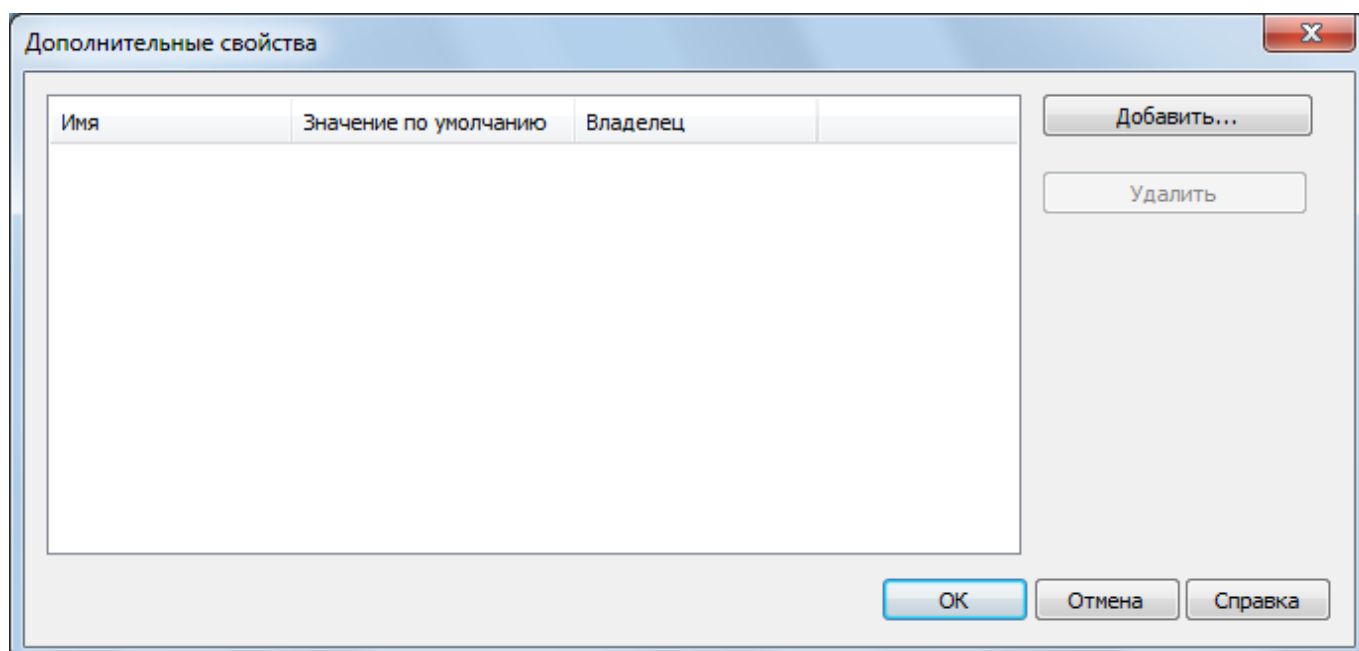 Дополнительные свойства
Имя Значение по умолчанию Владелец
Добавить...
Удалить
OK Отмена Справка